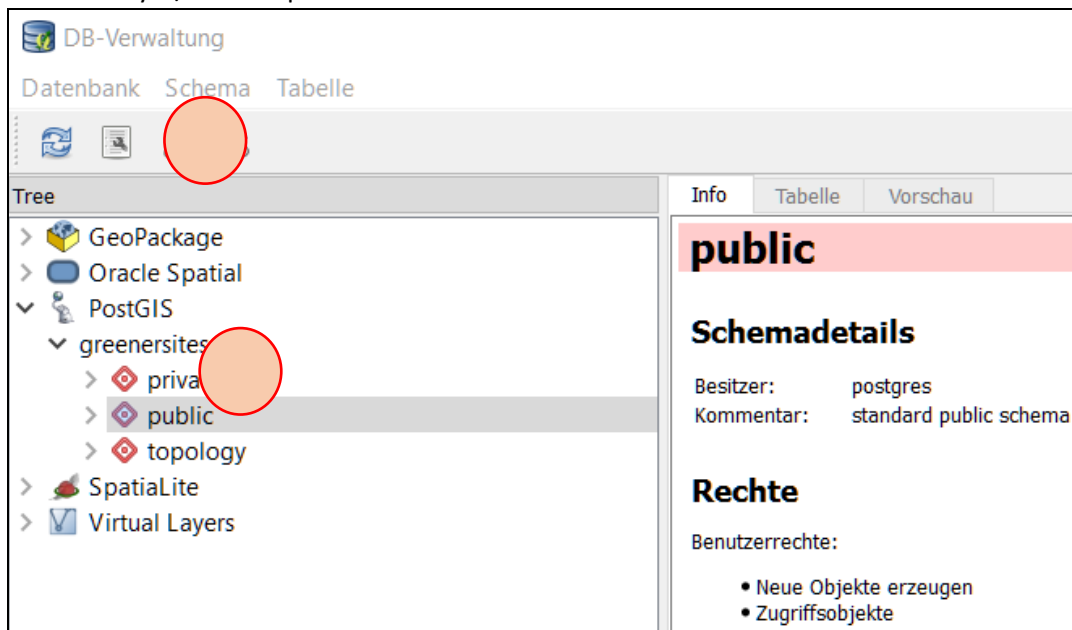 DB-Verwaltung
Datenbank Schema Tabelle
Tree
GeoPackage
Oracle Spatial
PostGIS
greenersites
priva
public
topology
SpatiaLite
Virtual Layers
Info Tabelle Vorschau
public
Schemadetails
Besitzer: postgres
Kommentar: standard public schema
Rechte
Benutzerrechte:
• Neue Objekte erzeugen
• Zugriffsobjekte